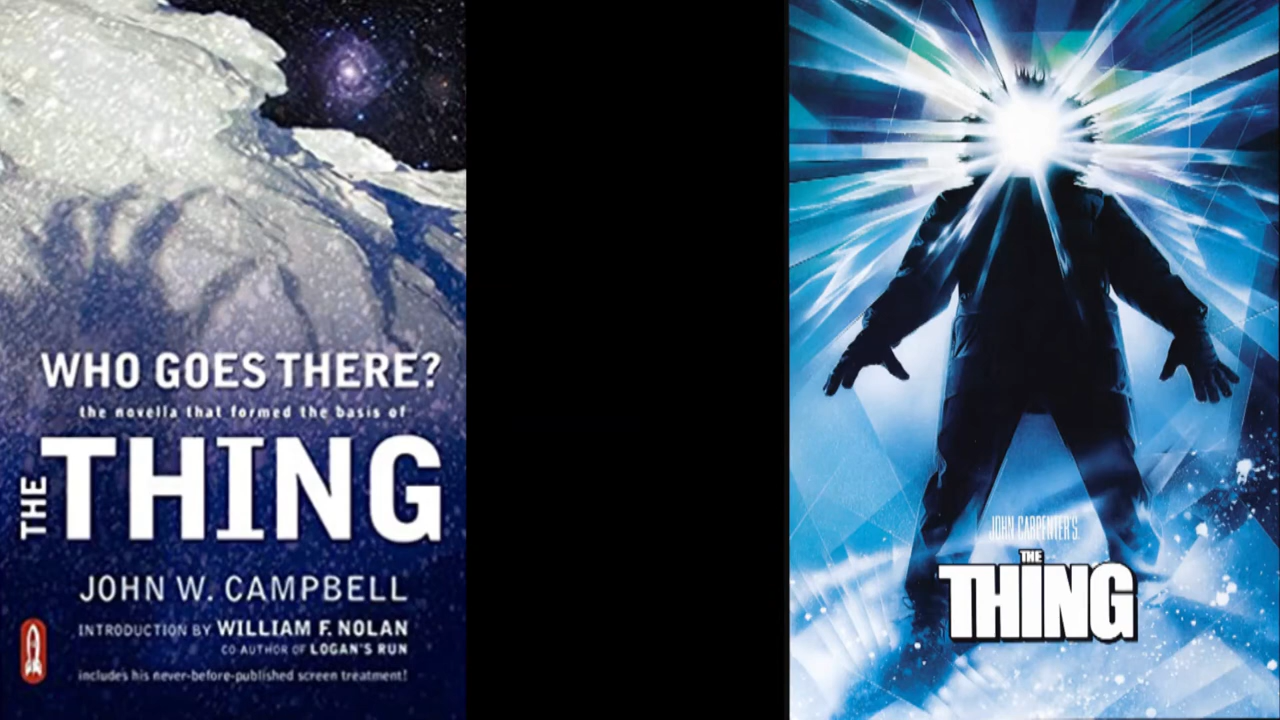 WHO GOES THERE?
the novella that formed the basis of
THE THING
JOHN W. CAMPBELL
INTRODUCTION BY WILLIAM F. NOLAN
CO-AUTHOR OF LOGAN'S RUN
includes his never-before-published screen treatment!
JOHN CARPENTER'S
THE
THING